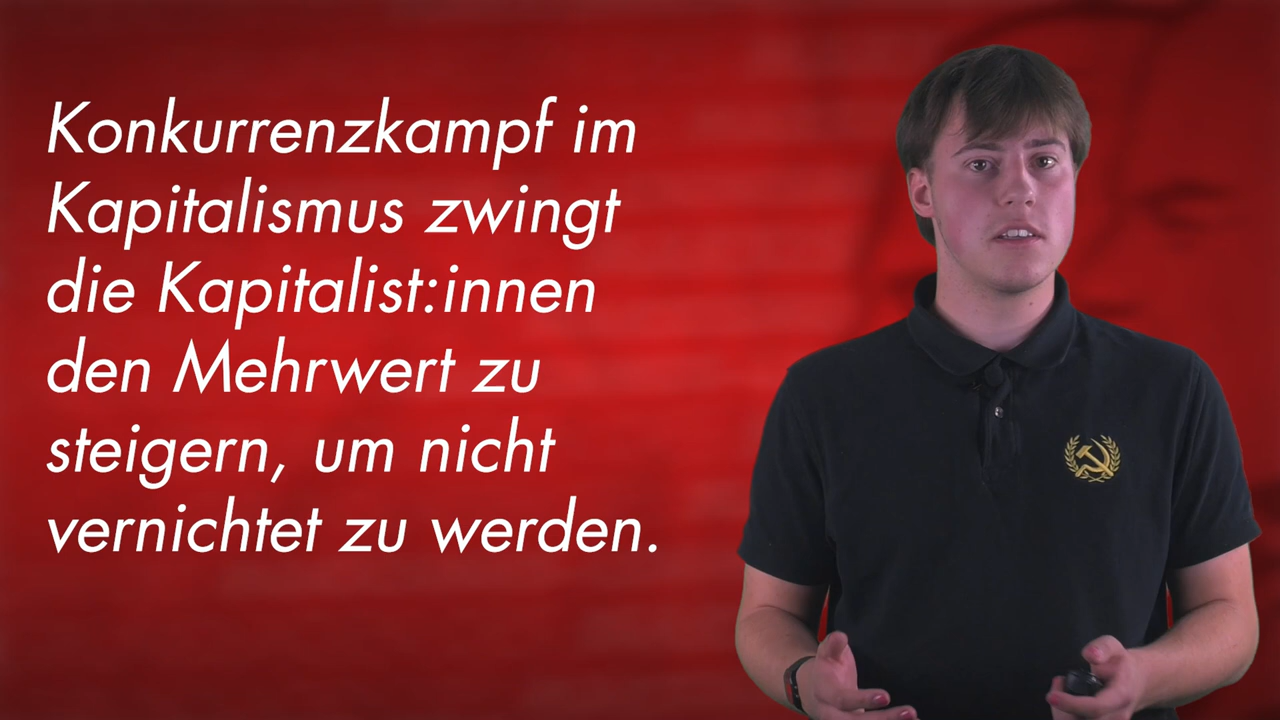 Konkurrenzkampf im
Kapitalismus zwingt
die Kapitalist:innen
den Mehrwert zu
steigern, um nicht
vernichtet zu werden.